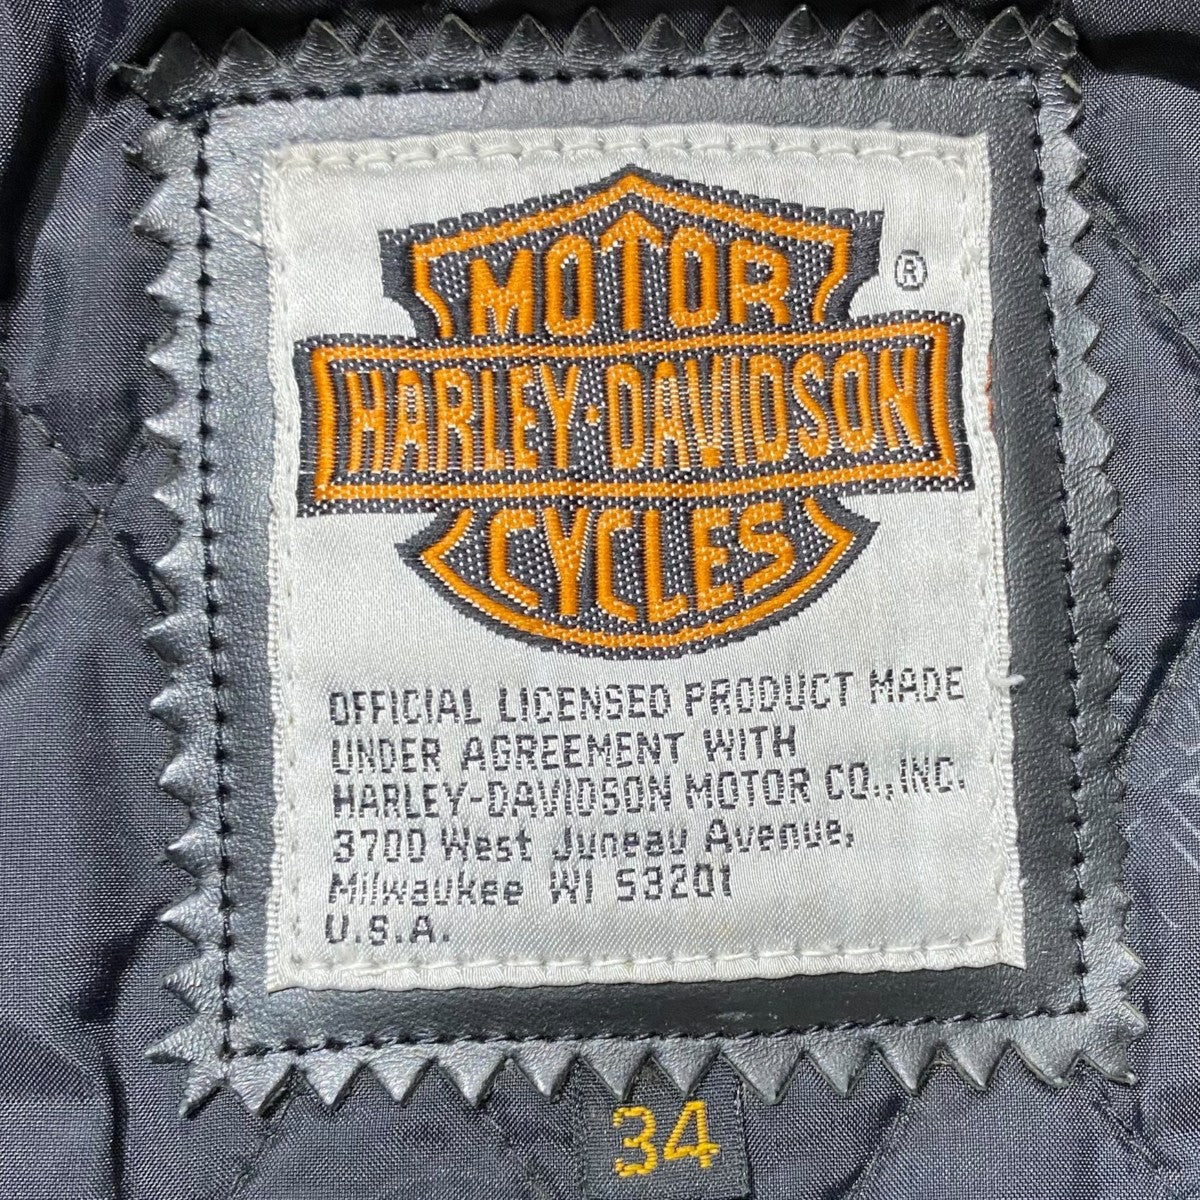 MOTOR
®
HARLEY-DAVIDSON
CYCLES
OFFICIAL LICENSED PRODUCT MADE
UNDER AGREEMENT WITH
HARLEY-DAVIDSON MOTOR CO., INC.
3700 West Juneau Avenue,
Milwaukee WI 53201
U.S.A.
34